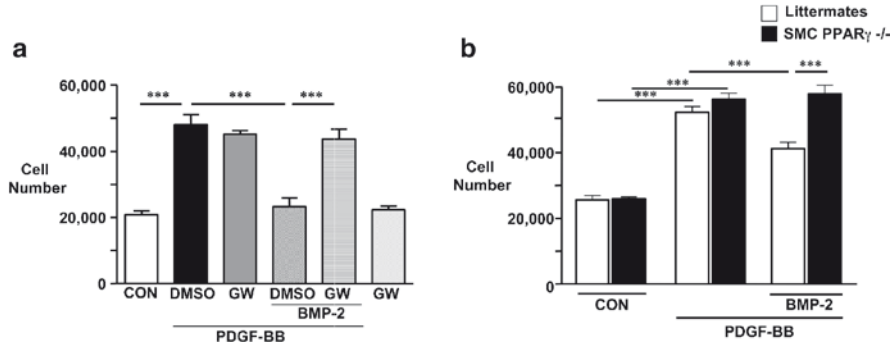 Littermates
SMC PPARγ -/-
a
b
*** *** ***
*** *** *** ***
60,000
40,000
20,000
0
Cell
Number
CON DMSO GW DMSO GW GW
BMP-2
PDGF-BB
60,000
40,000
20,000
0
Cell
Number
CON
BMP-2
PDGF-BB